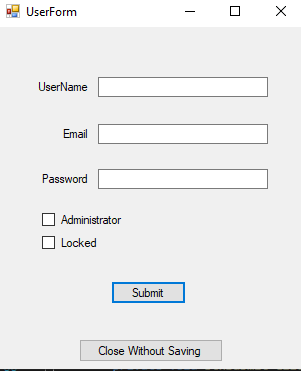 UserForm
UserName
Email
Password
Administrator
Locked
Submit
Close Without Saving